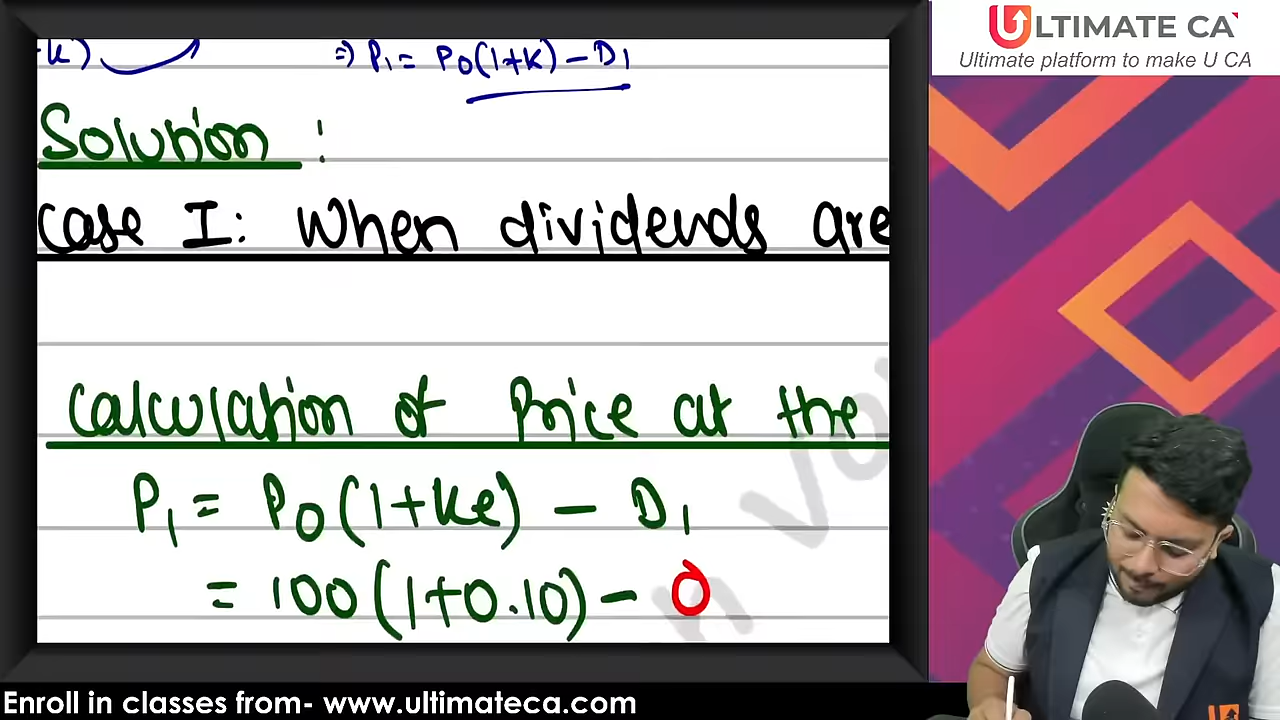 -k) => P1 = P0(1+k) - D1
Solution :
Case I: When dividends are
Calculation of Price at the
P1 = P0(1+ke) - D1
= 100(1+0.10) - 0
ULTIMATE CA
Ultimate platform to make U CA
Enroll in classes from- www.ultimateca.com